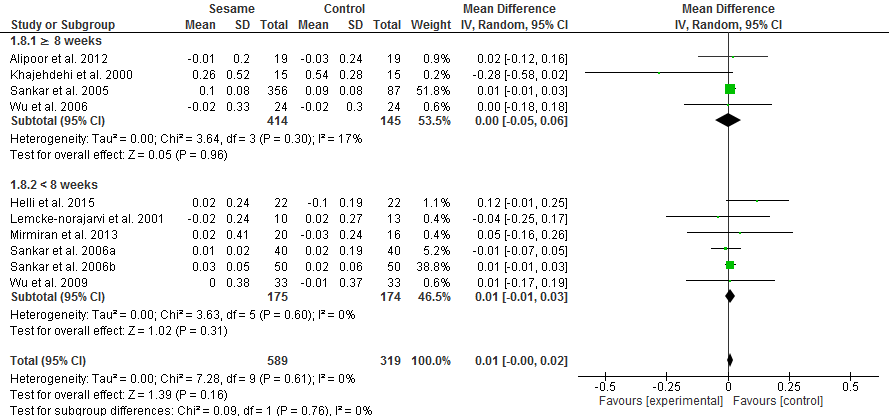 Sesame Control Mean Difference Mean Difference
Study or Subgroup Mean SD Total Mean SD Total Weight IV, Random, 95% CI IV, Random, 95% CI
1.8.1 ≥ 8 weeks
Alipoor et al. 2012 -0.01 0.2 19 -0.03 0.24 19 0.9% 0.02 [-0.12, 0.16]
Khajehdehi et al. 2000 0.26 0.52 15 0.54 0.28 15 0.2% -0.28 [-0.58, 0.02]
Sankar et al. 2005 0.1 0.08 356 0.09 0.08 87 51.8% 0.01 [-0.01, 0.03]
Wu et al. 2006 -0.02 0.33 24 -0.02 0.3 24 0.6% 0.00 [-0.18, 0.18]
Subtotal (95% CI) 414 145 53.5% 0.00 [-0.05, 0.06]
Heterogeneity: Tau² = 0.00; Chi² = 3.64, df = 3 (P = 0.30); I² = 17%
Test for overall effect: Z = 0.05 (P = 0.96)
1.8.2 < 8 weeks
Helli et al. 2015 0.02 0.24 22 -0.1 0.19 22 1.1% 0.12 [-0.01, 0.25]
Lemcke-norajarvi et al. 2001 -0.02 0.24 10 0.02 0.27 13 0.4% -0.04 [-0.25, 0.17]
Mirmiran et al. 2013 0.02 0.41 20 -0.03 0.24 16 0.4% 0.05 [-0.16, 0.26]
Sankar et al. 2006a 0.01 0.02 40 0.02 0.19 40 5.2% -0.01 [-0.07, 0.05]
Sankar et al. 2006b 0.03 0.05 50 0.02 0.06 50 38.8% 0.01 [-0.01, 0.03]
Wu et al. 2009 0 0.38 33 -0.01 0.37 33 0.6% 0.01 [-0.17, 0.19]
Subtotal (95% CI) 175 174 46.5% 0.01 [-0.01, 0.03]
Heterogeneity: Tau² = 0.00; Chi² = 3.63, df = 5 (P = 0.60); I² = 0%
Test for overall effect: Z = 1.02 (P = 0.31)
Total (95% CI) 589 319 100.0% 0.01 [-0.00, 0.02]
Heterogeneity: Tau² = 0.00; Chi² = 7.28, df = 9 (P = 0.61); I² = 0%
Test for overall effect: Z = 1.39 (P = 0.16)
Test for subgroup differences: Chi² = 0.09, df = 1 (P = 0.76), I² = 0%
-0.5 -0.25 0 0.25 0.5
Favours [experimental] Favours [control]